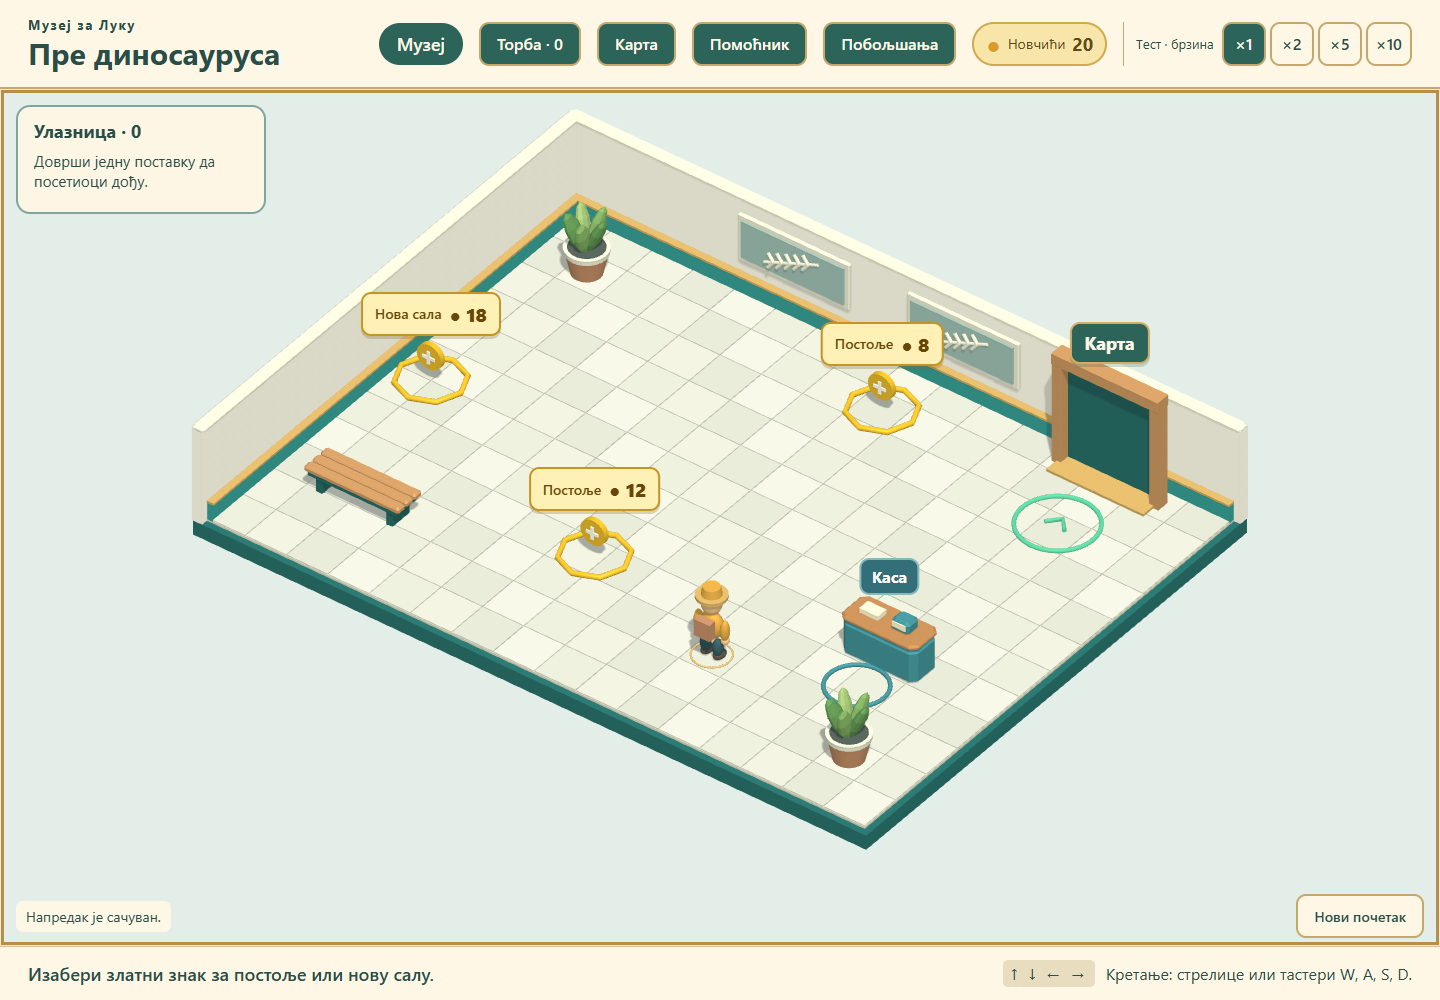 Музеј за Луку
Пре диносауруса
Музеј
Торба · 0
Карта
Помоћник
Побољшања
Новчићи 20
Тест · брзина
×1
×2
×5
×10
Улазница · 0
Доврши једну поставку да
посетиоци дођу.
Нова сала ● 18
Постоље ● 8
Карта
Постоље ● 12
Каса
Напредак је сачуван.
Нови почетак
Изабери златни знак за постоље или нову салу.
↑ ↓ ← → Кретање: стрелице или тастери W, A, S, D.